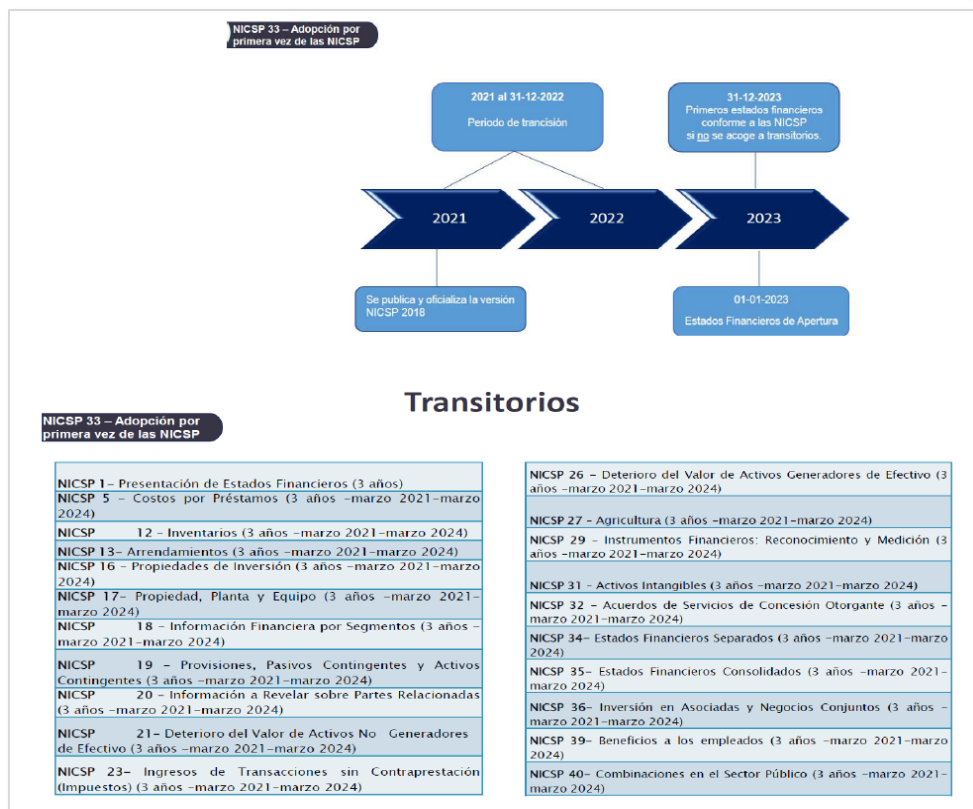 NICSP 33 – Adopción por
primera vez de las NICSP
2021 al 31-12-2022
Periodo de trancisión
31-12-2023
Primeros estados financieros
conforme a las NICSP
si no se acoge a transitorios.
2021
2022
2023
Se publica y oficializa la versión
NICSP 2018
01-01-2023
Estados Financieros de Apertura
Transitorios
NICSP 33 – Adopción por
primera vez de las NICSP
NICSP 1– Presentación de Estados Financieros (3 años)
NICSP 5 – Costos por Préstamos (3 años –marzo 2021–marzo
2024)
NICSP 12 – Inventarios (3 años –marzo 2021–marzo 2024)
NICSP 13– Arrendamientos (3 años –marzo 2021–marzo 2024)
NICSP 16 – Propiedades de Inversión (3 años –marzo 2021–marzo
2024)
NICSP 17– Propiedad, Planta y Equipo (3 años –marzo 2021–
marzo 2024)
NICSP 18 – Información Financiera por Segmentos (3 años –
marzo 2021–marzo 2024)
NICSP 19 – Provisiones, Pasivos Contingentes y Activos
Contingentes (3 años –marzo 2021–marzo 2024)
NICSP 20 – Información a Revelar sobre Partes Relacionadas
(3 años –marzo 2021–marzo 2024)
NICSP 21– Deterioro del Valor de Activos No Generadores
de Efectivo (3 años –marzo 2021–marzo 2024)
NICSP 23– Ingresos de Transacciones sin Contraprestación
(Impuestos) (3 años –marzo 2021–marzo 2024)
NICSP 26 – Deterioro del Valor de Activos Generadores de Efectivo (3
años –marzo 2021–marzo 2024)
NICSP 27 – Agricultura (3 años –marzo 2021–marzo 2024)
NICSP 29 – Instrumentos Financieros: Reconocimiento y Medición (3
años –marzo 2021–marzo 2024)
NICSP 31 – Activos Intangibles (3 años –marzo 2021–marzo 2024)
NICSP 32 – Acuerdos de Servicios de Concesión Otorgante (3 años –
marzo 2021–marzo 2024)
NICSP 34– Estados Financieros Separados (3 años –marzo 2021–marzo
2024)
NICSP 35– Estados Financieros Consolidados (3 años –marzo 2021–
marzo 2024)
NICSP 36– Inversión en Asociadas y Negocios Conjuntos (3 años –
marzo 2021–marzo 2024)
NICSP 39– Beneficios a los empleados (3 años –marzo 2021–marzo
2024)
NICSP 40– Combinaciones en el Sector Público (3 años –marzo 2021–
marzo 2024)